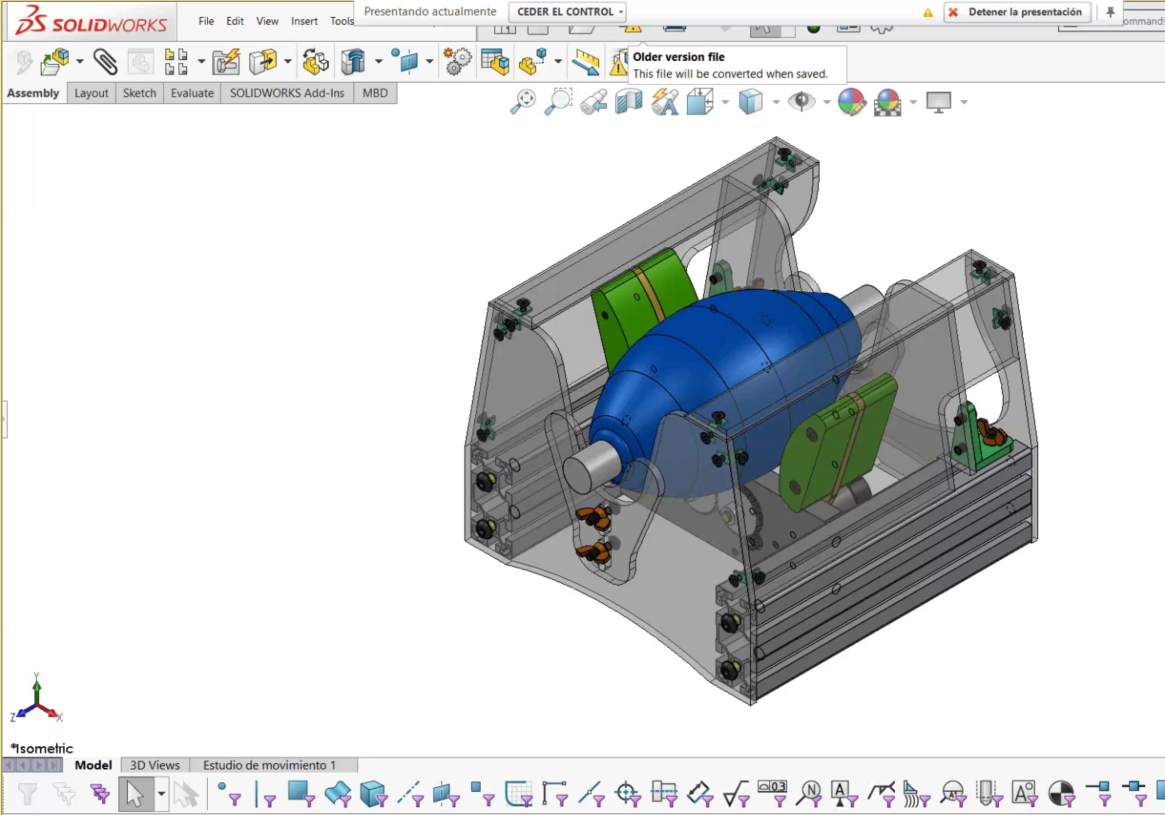 SOLIDWORKS
File Edit View Insert Tools
Presentando actualmente
CEDER EL CONTROL
Detener la presentación
Older version file
This file will be converted when saved.
Assembly Layout Sketch Evaluate SOLIDWORKS Add-Ins MBD
Y
Z
X
*Isometric
Model 3D Views Estudio de movimiento 1